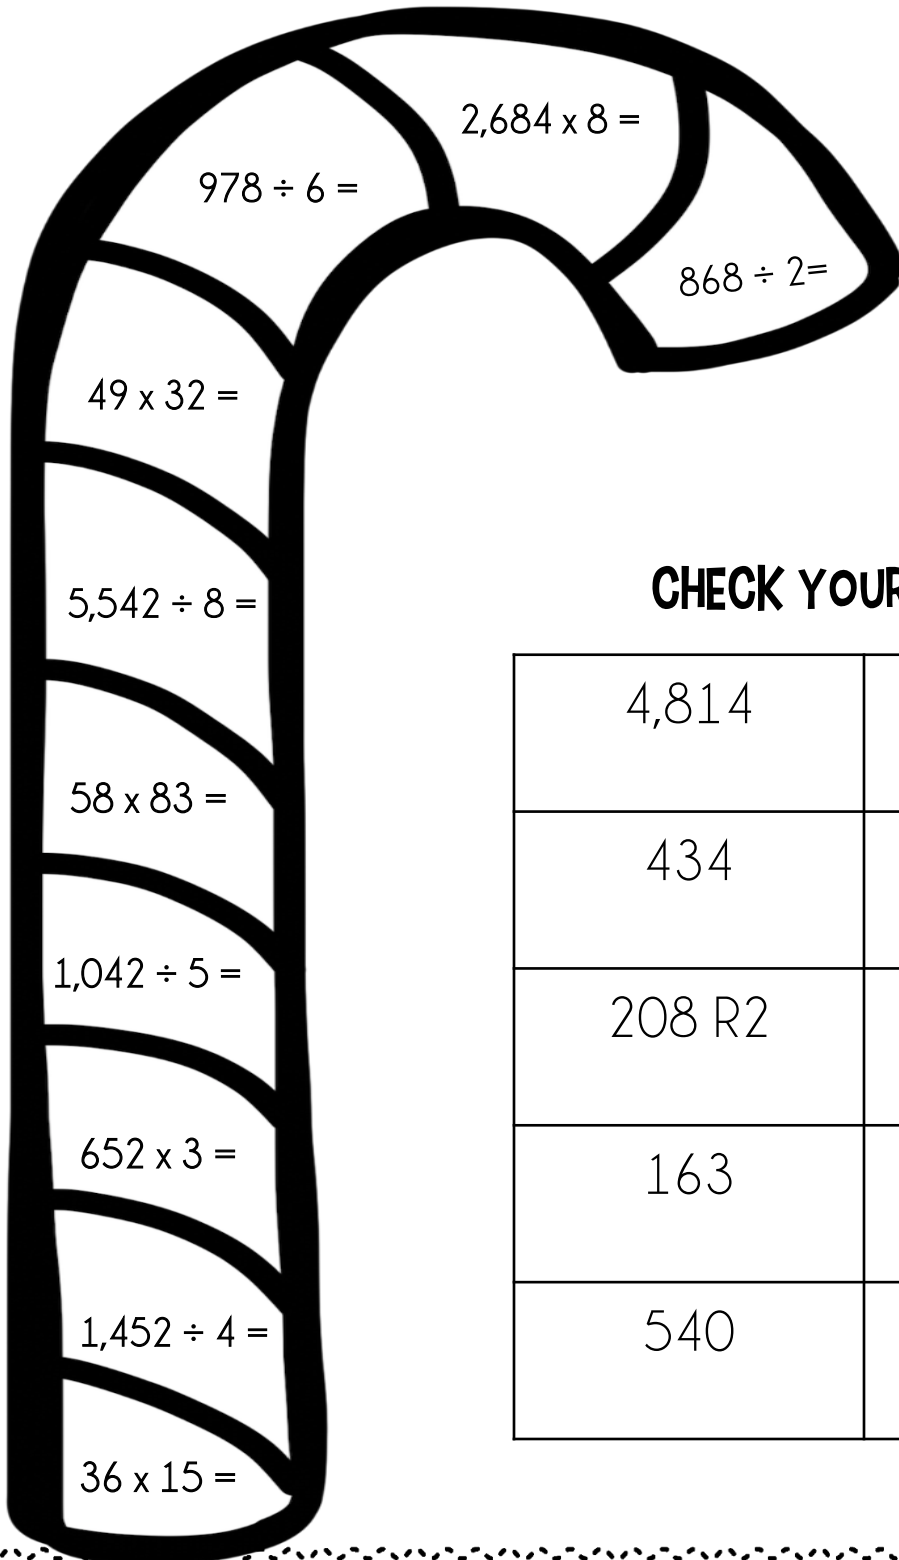 2,684 x 8 =
978 ÷ 6 =
868 ÷ 2=
49 x 32 =
5,542 ÷ 8 =
58 x 83 =
1,042 ÷ 5 =
652 x 3 =
1,452 ÷ 4 =
36 x 15 =
CHECK YOUR
4,814
434
208 R2
163
540